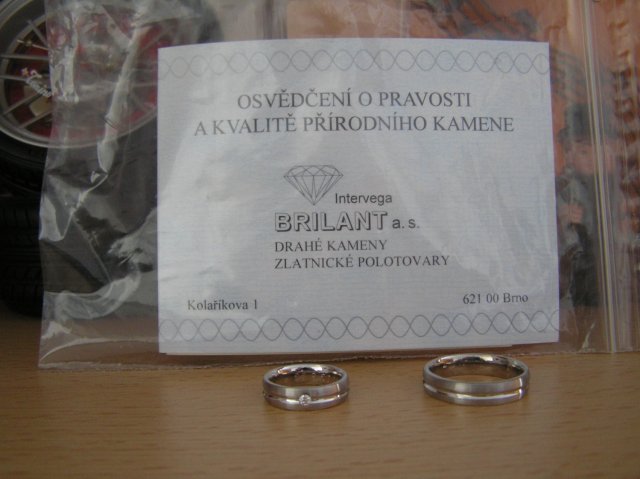 OSVĚDČENÍ O PRAVOSTI
A KVALITĚ PŘÍRODNÍHO KAMENE
Intervega
BRILANT a. s.
DRAHÉ KAMENY
ZLATNICKÉ POLOTOVARY
Kolaříkova 1 621 00 Brno